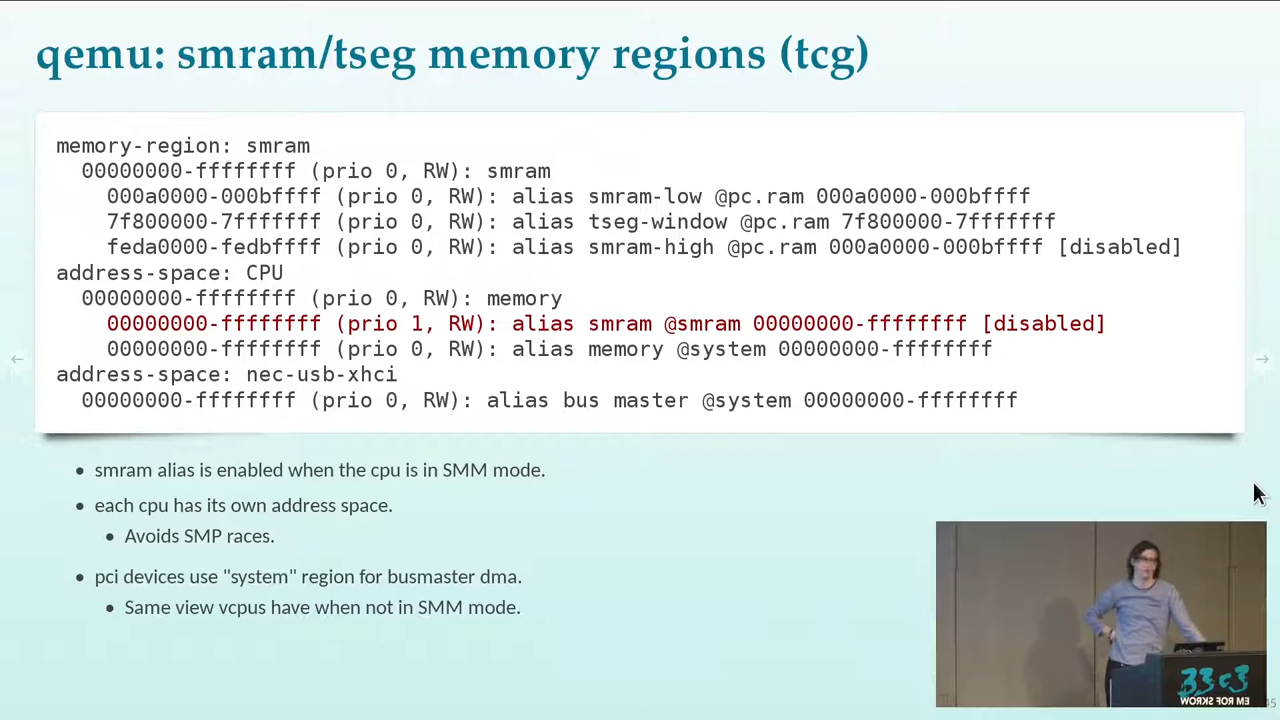 qemu: smram/tseg memory regions (tcg)
memory-region: smram
00000000-ffffffff (prio 0, RW): smram
000a0000-000bffff (prio 0, RW): alias smram-low @pc.ram 000a0000-000bffff
7f800000-7fffffff (prio 0, RW): alias tseg-window @pc.ram 7f800000-7fffffff
feda0000-fedbffff (prio 0, RW): alias smram-high @pc.ram 000a0000-000bffff [disabled]
address-space: CPU
00000000-ffffffff (prio 0, RW): memory
00000000-ffffffff (prio 1, RW): alias smram @smram 00000000-ffffffff [disabled]
00000000-ffffffff (prio 0, RW): alias memory @system 00000000-ffffffff
address-space: nec-usb-xhci
00000000-ffffffff (prio 0, RW): alias bus master @system 00000000-ffffffff
← →
• smram alias is enabled when the cpu is in SMM mode.
• each cpu has its own address space.
• Avoids SMP races.
• pci devices use "system" region for busmaster dma.
• Same view vcpus have when not in SMM mode.
33c3
WORKS FOR ME